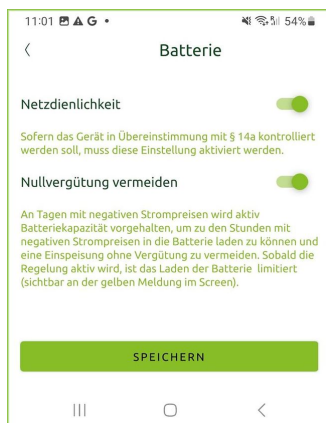 11:01 G 54%
Batterie
Netzdienlichkeit
Sofern das Gerät in Übereinstimmung mit § 14a kontrolliert
werden soll, muss diese Einstellung aktiviert werden.
Nullvergütung vermeiden
An Tagen mit negativen Strompreisen wird aktiv
Batteriekapazität vorgehalten, um zu den Stunden mit
negativen Strompreisen in die Batterie laden zu können und
eine Einspeisung ohne Vergütung zu vermeiden. Sobald die
Regelung aktiv wird, ist das Laden der Batterie limitiert
(sichtbar an der gelben Meldung im Screen).
SPEICHERN